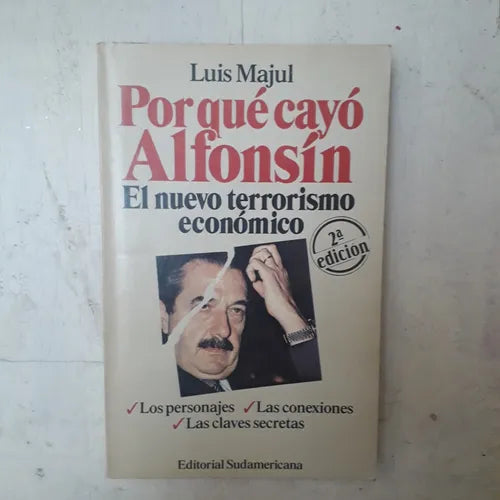 Luis Majul
Por qué cayó
Alfonsín
El nuevo terrorismo
económico
2ª
edición
✓Los personajes ✓Las conexiones
✓Las claves secretas
Editorial Sudamericana